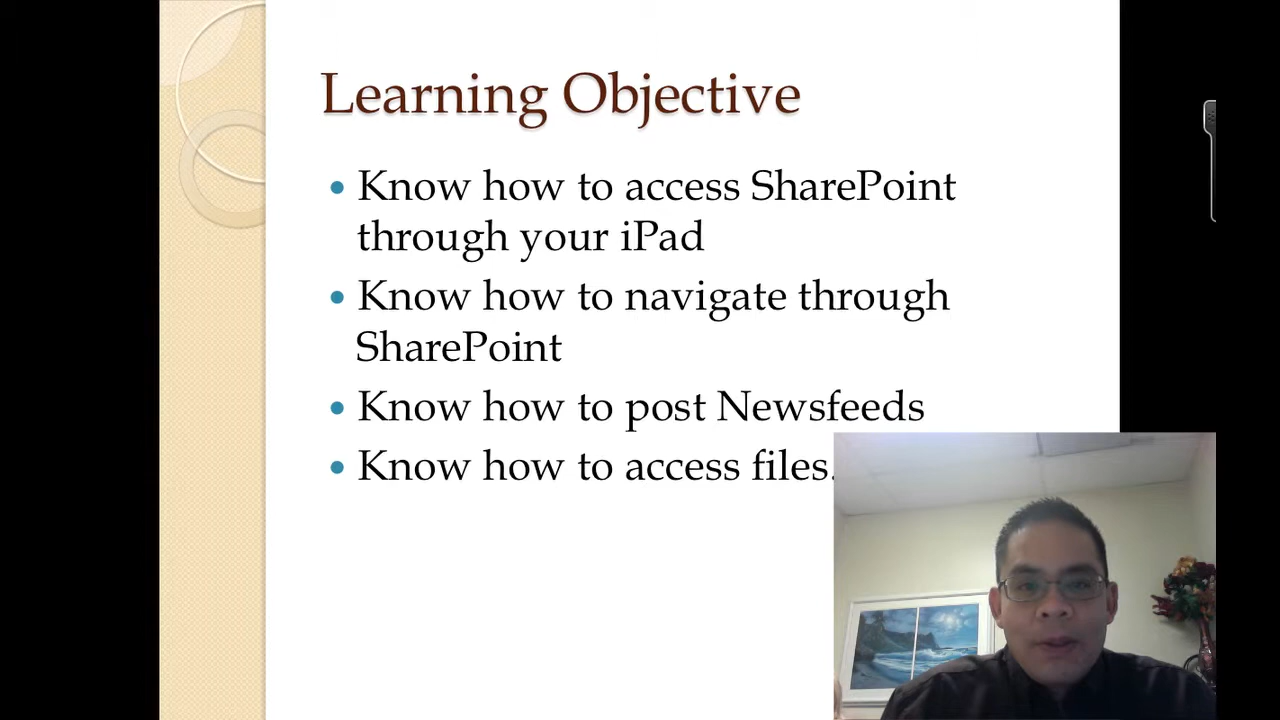 Learning Objective
Know how to access SharePoint
through your iPad
Know how to navigate through
SharePoint
Know how to post Newsfeeds
Know how to access files.